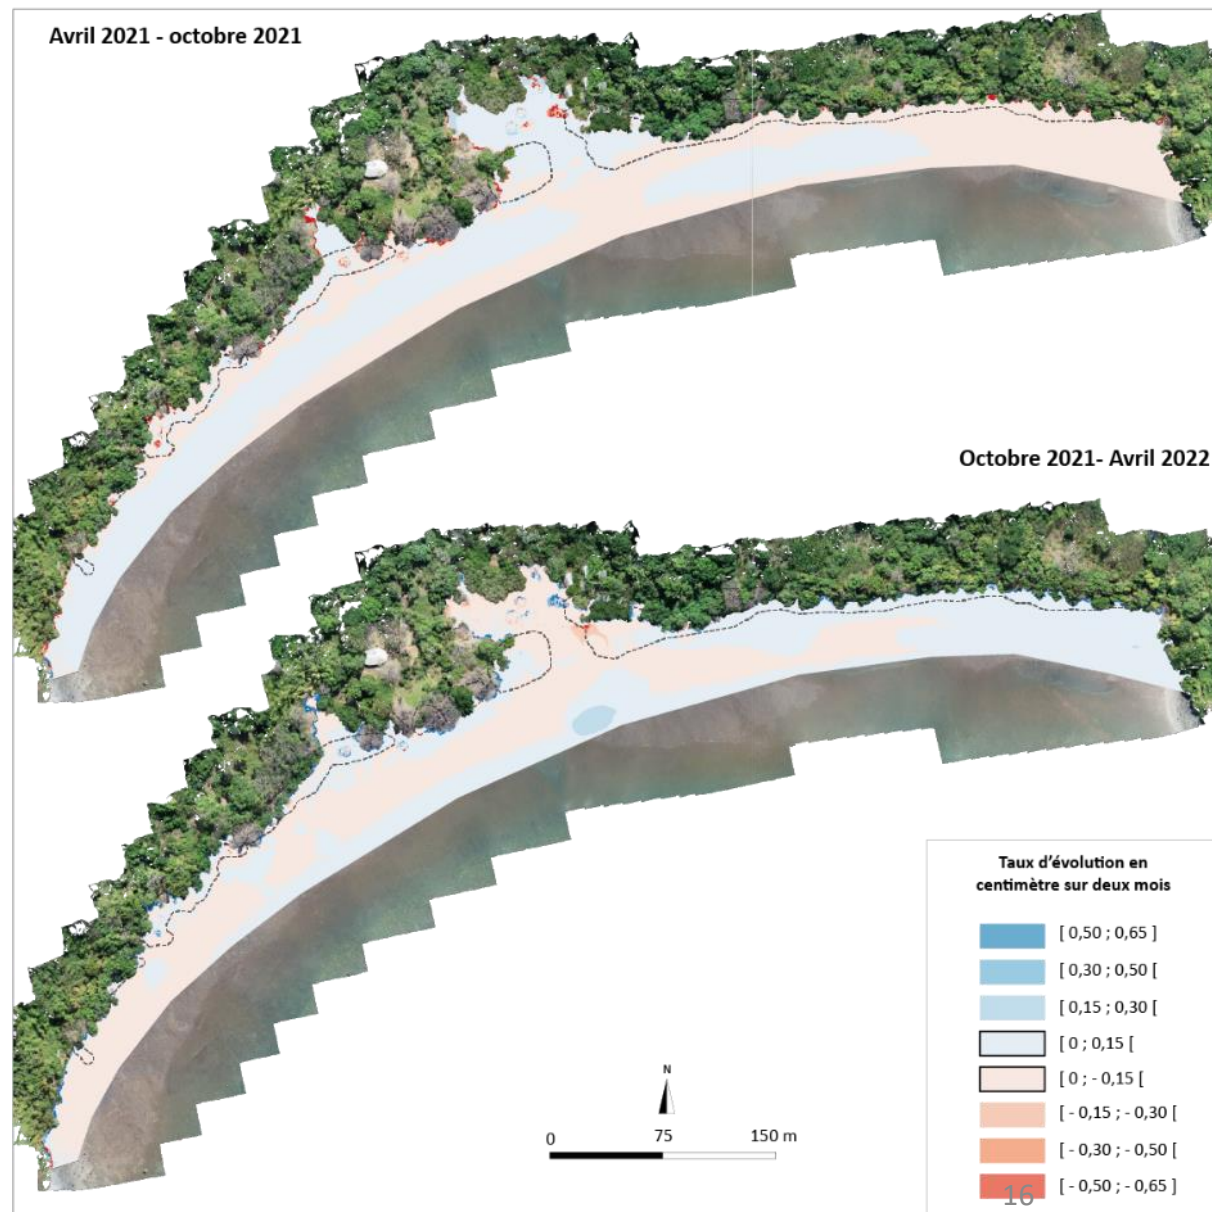 Avril 2021 - octobre 2021
Octobre 2021- Avril 2022
Taux d'évolution en
centimètre sur deux mois
[ 0,50 ; 0,65 ]
[ 0,30 ; 0,50 [
[ 0,15 ; 0,30 [
[ 0 ; 0,15 [
[ 0 ; - 0,15 [
[ - 0,15 ; - 0,30 [
[ - 0,30 ; - 0,50 [
[ - 0,50 ; - 0,65 ]
N
0 75 150 m
16